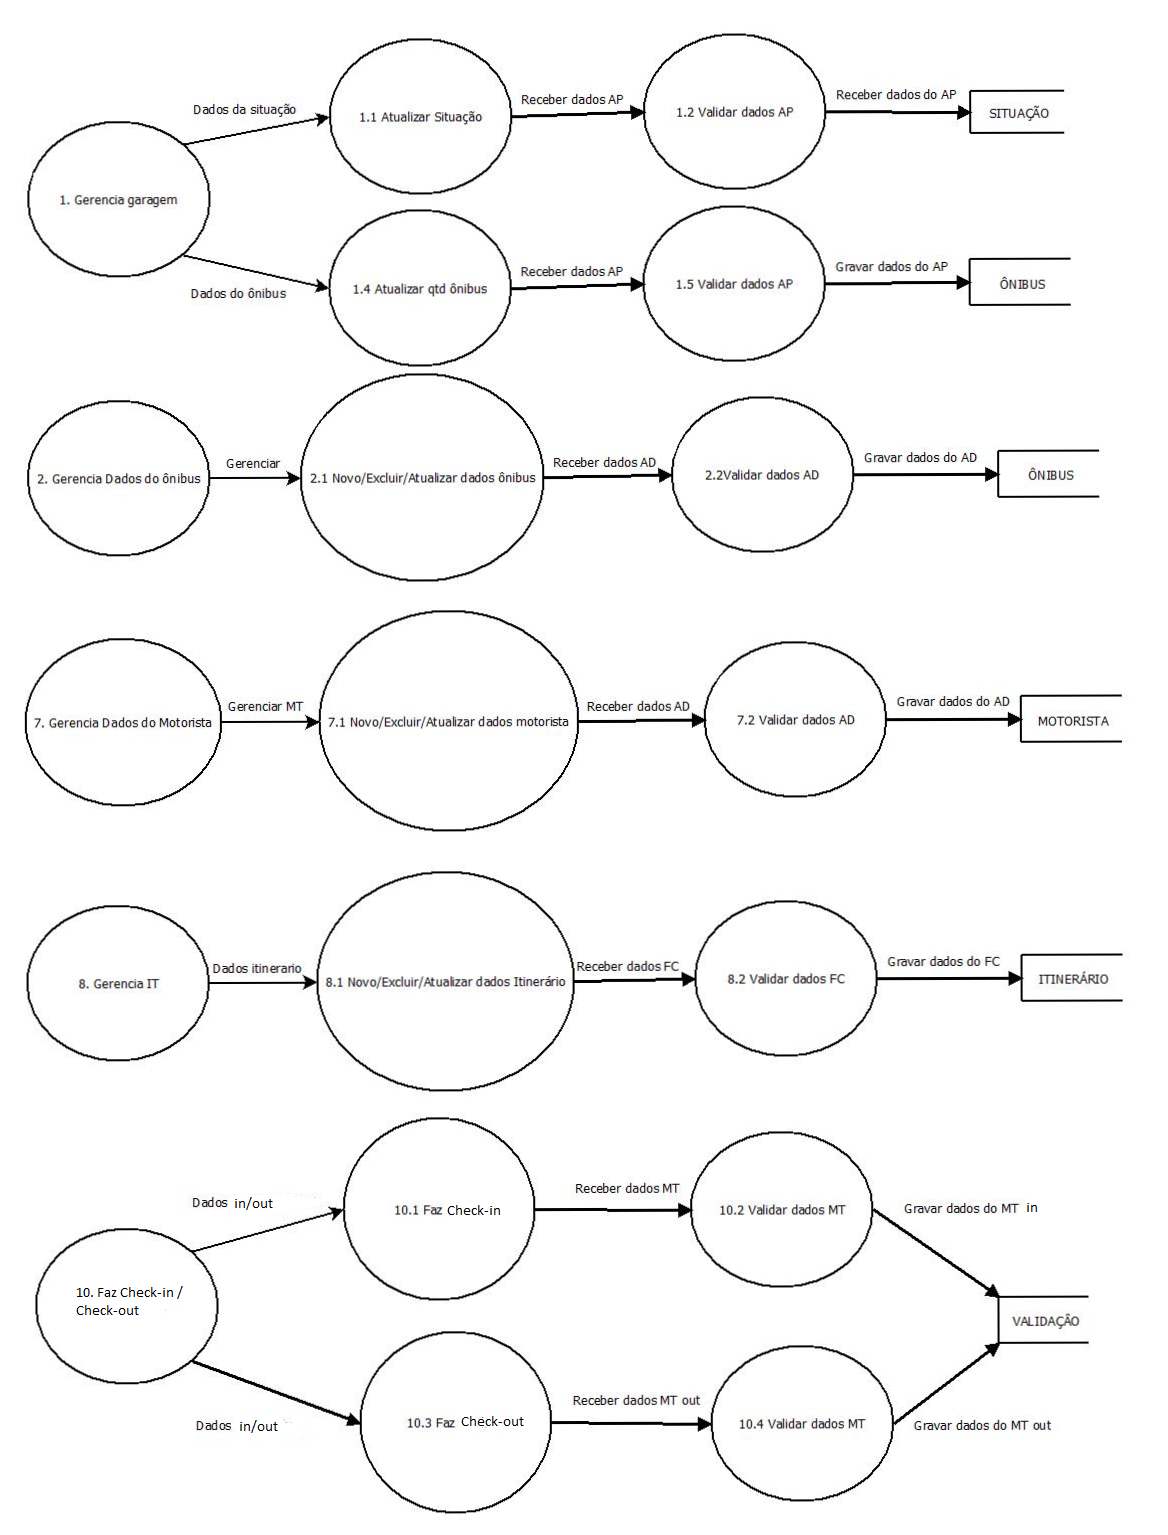 Dados da situação
1.1 Atualizar Situação
Receber dados AP
1.2 Validar dados AP
Receber dados do AP
SITUAÇÃO
1. Gerencia garagem
Dados do ônibus
1.4 Atualizar qtd ônibus
Receber dados AP
1.5 Validar dados AP
Gravar dados do AP
ÔNIBUS
2. Gerencia Dados do ônibus
Gerenciar
2.1 Novo/Excluir/Atualizar dados ônibus
Receber dados AD
2.2Validar dados AD
Gravar dados do AD
ÔNIBUS
7. Gerencia Dados do Motorista
Gerenciar MT
7.1 Novo/Excluir/Atualizar dados motorista
Receber dados AD
7.2 Validar dados AD
Gravar dados do AD
MOTORISTA
8. Gerencia IT
Dados itinerario
8.1 Novo/Excluir/Atualizar dados Itinerário
Receber dados FC
8.2 Validar dados FC
Gravar dados do FC
ITINERÁRIO
Dados in/out
10.1 Faz Check-in
Receber dados MT
10.2 Validar dados MT
Gravar dados do MT in
10. Faz Check-in /
Check-out
VALIDAÇÃO
Dados in/out
10.3 Faz Check-out
Receber dados MT out
10.4 Validar dados MT
Gravar dados do MT out